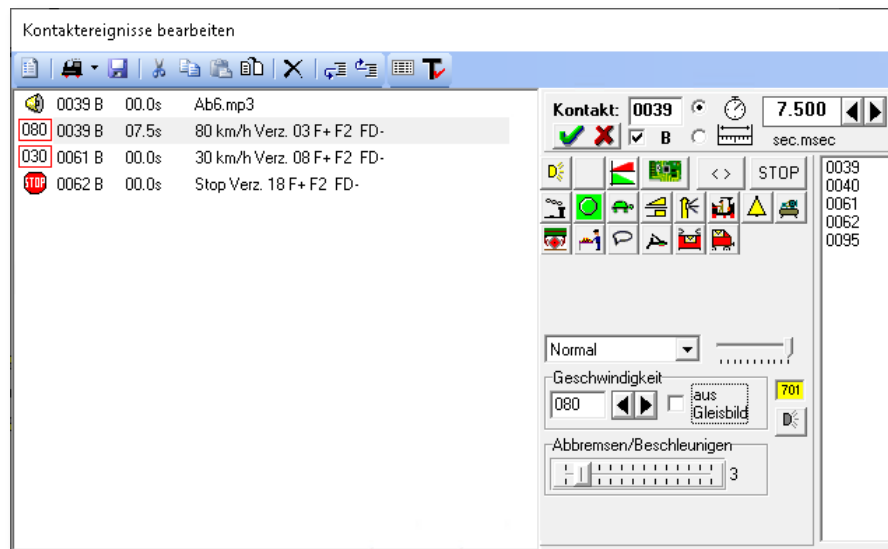 Kontaktereignisse bearbeiten
0039 B 00.0s Ab6.mp3
080 0039 B 07.5s 80 km/h Verz. 03 F+ F2 FD-
030 0061 B 00.0s 30 km/h Verz. 08 F+ F2 FD-
STOP 0062 B 00.0s Stop Verz. 18 F+ F2 FD-
Kontakt: 0039 7.500
B sec.msec
D < > STOP
0039
0040
0061
0062
0095
Normal
Geschwindigkeit
080 aus Gleisbild 701
D
Abbremsen/Beschleunigen
3